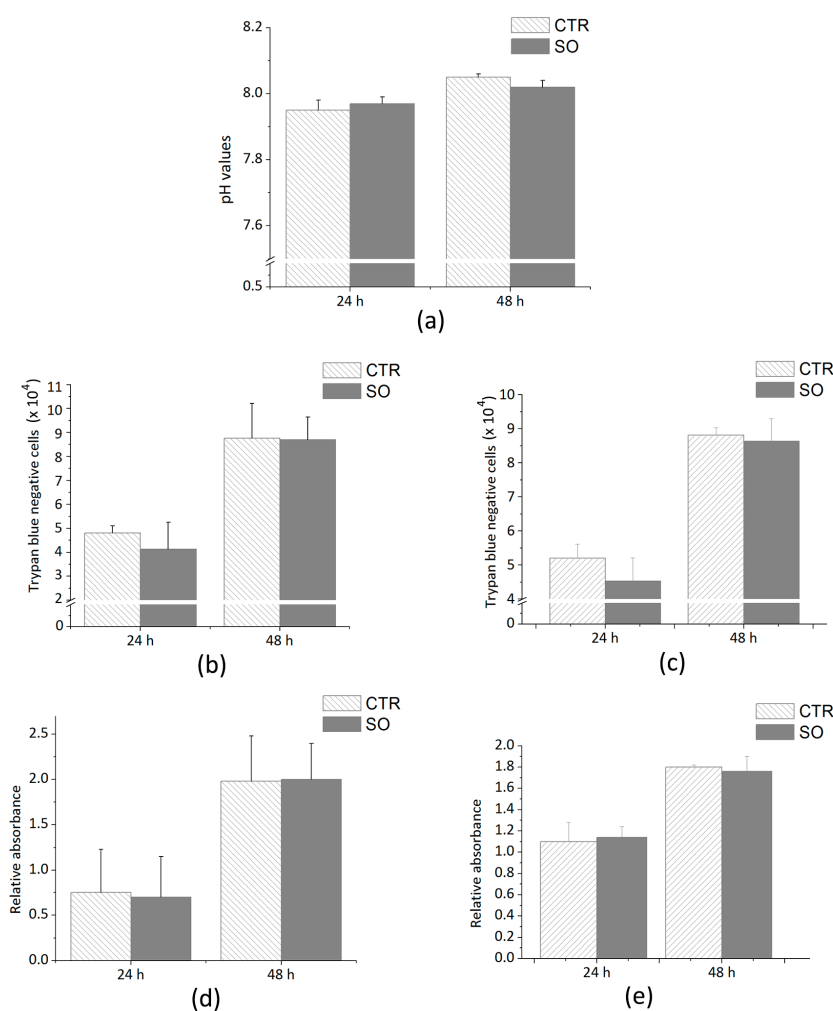 8.2
CTR
SO
8.0
7.8
7.6
0.5
pH values
24 h
48 h
(a)
11
10
9
8
7
6
5
4
3
2
0
Trypan blue negative cells (x 10⁴)
CTR
SO
24 h
48 h
(b)
10
9
8
7
6
5
4
0
Trypan blue negative cells (x 10⁴)
CTR
SO
24 h
48 h
(c)
2.5
2.0
1.5
1.0
0.5
0.0
Relative absorbance
CTR
SO
24 h
48 h
(d)
2.0
1.8
1.6
1.4
1.2
1.0
0.8
0.6
0.4
0.2
0.0
Relative absorbance
CTR
SO
24 h
48 h
(e)